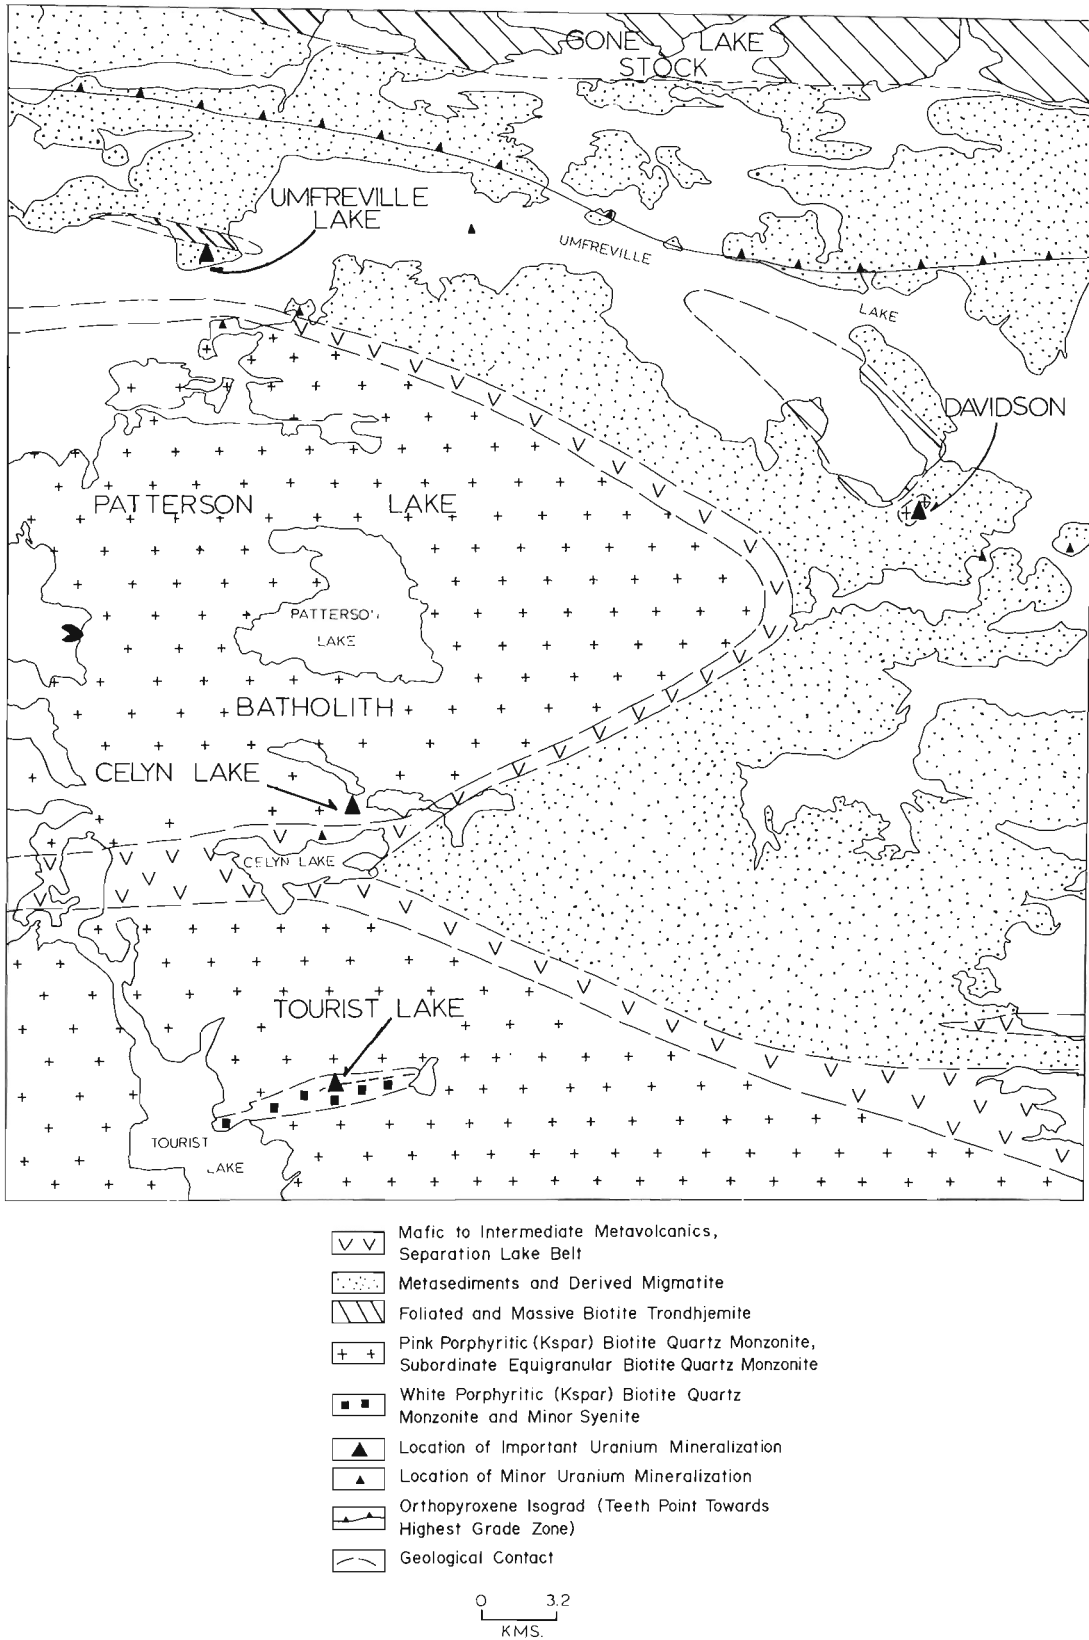 GONE LAKE
STOCK
UMFREVILLE
LAKE
UMFREVILLE
LAKE
DAVIDSON
PATTERSON LAKE
PATTERSON
LAKE
BATHOLITH
CELYN LAKE
CELYN LAKE
TOURIST LAKE
TOURIST
LAKE
Mafic to Intermediate Metavolcanics,
Separation Lake Belt
Metasediments and Derived Migmatite
Foliated and Massive Biotite Trondhjemite
Pink Porphyritic (Kspar) Biotite Quartz Monzonite,
Subordinate Equigranular Biotite Quartz Monzonite
White Porphyritic (Kspar) Biotite Quartz
Monzonite and Minor Syenite
Location of Important Uranium Mineralization
Location of Minor Uranium Mineralization
Orthopyroxene Isograd (Teeth Point Towards
Highest Grade Zone)
Geological Contact
0 3.2
KMS.